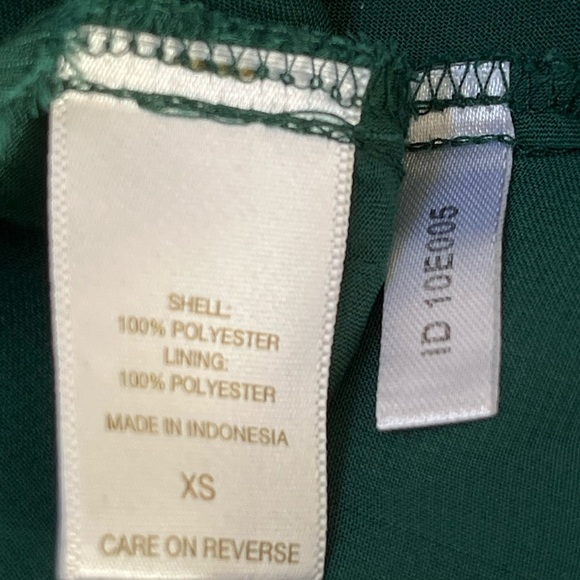 SHELL:
100% POLYESTER
LINING:
100% POLYESTER
MADE IN INDONESIA
XS
CARE ON REVERSE
ID 10E005